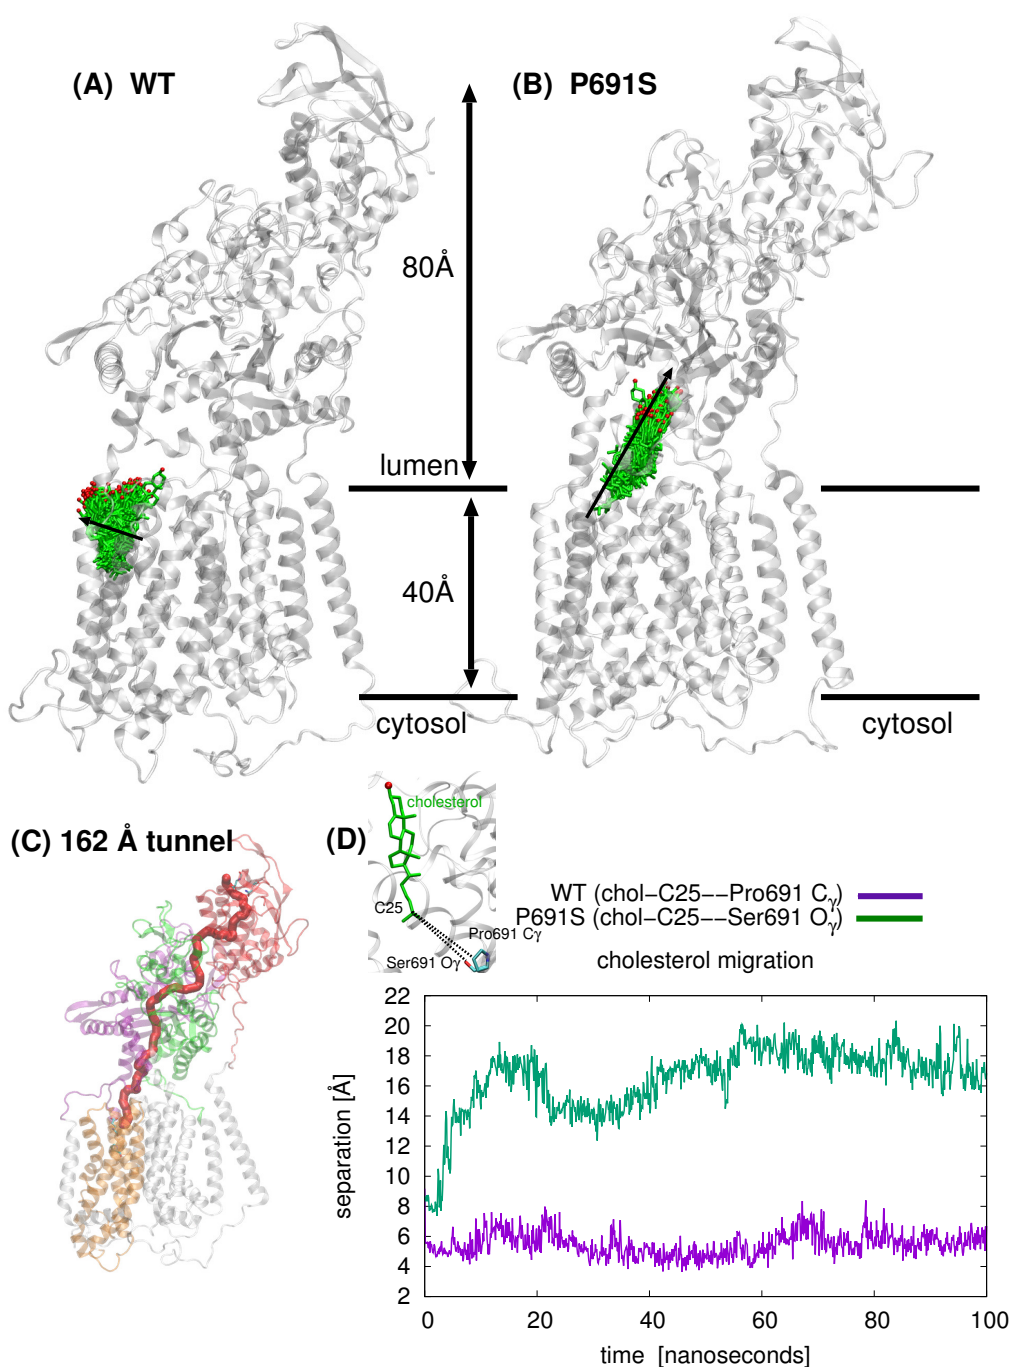 (A) WT
(B) P691S
80Å
lumen
40Å
cytosol
cytosol
(C) 162 Å tunnel
(D)
cholesterol
C25
Pro691 Cγ
Ser691 Oγ
WT (chol−C25−−Pro691 Cγ)
P691S (chol−C25−−Ser691 Oγ)
cholesterol migration
separation [Å]
22
20
18
16
14
12
10
8
6
4
2
0 20 40 60 80 100
time [nanoseconds]